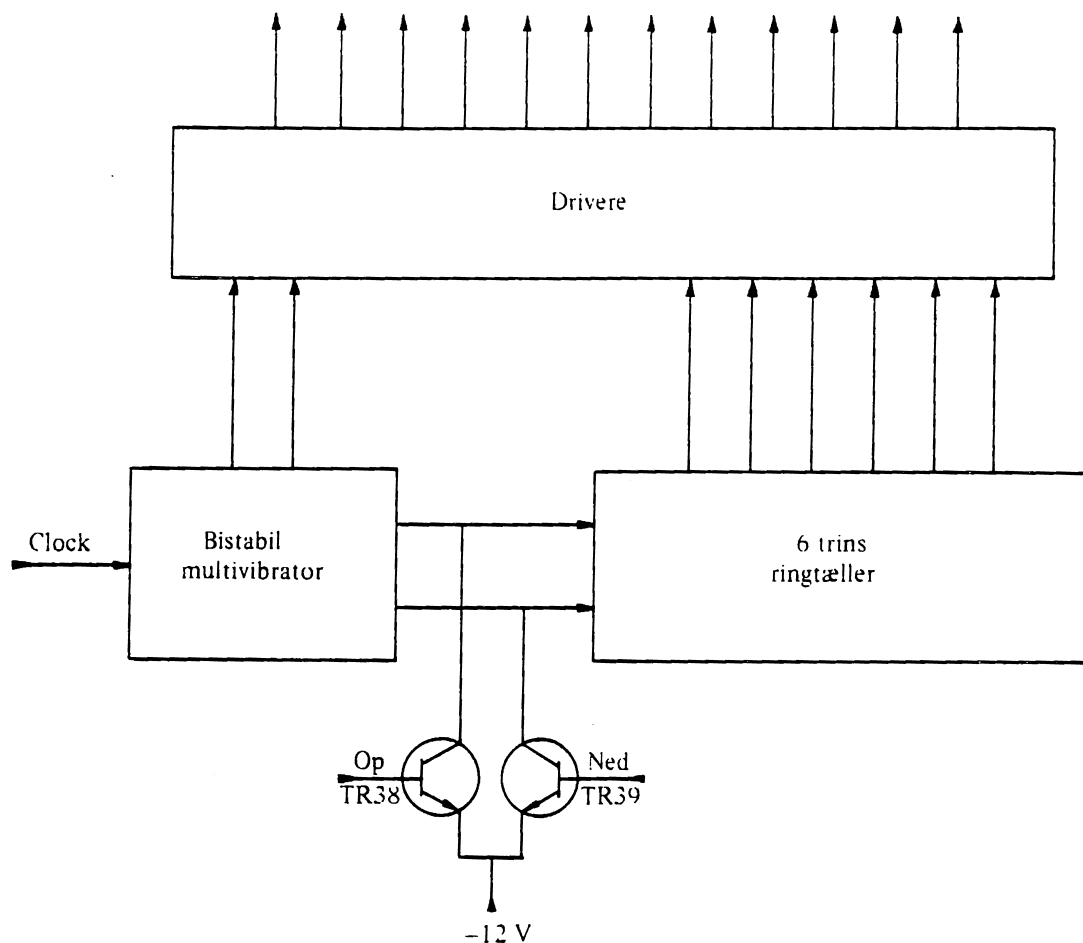 Drivere
Clock
Bistabil
multivibrator
6 trins
ringtæller
Op
TR38
Ned
TR39
–12 V